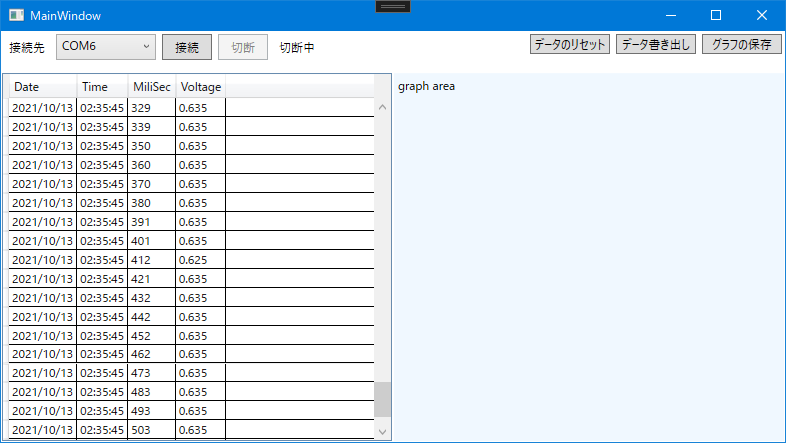 MainWindow
接続先 COM6 接続 切断 切断中 データのリセット データ書き出し グラフの保存
Date Time MiliSec Voltage
graph area
2021/10/13 02:35:45 329 0.635
2021/10/13 02:35:45 339 0.635
2021/10/13 02:35:45 350 0.635
2021/10/13 02:35:45 360 0.635
2021/10/13 02:35:45 370 0.635
2021/10/13 02:35:45 380 0.635
2021/10/13 02:35:45 391 0.635
2021/10/13 02:35:45 401 0.635
2021/10/13 02:35:45 412 0.625
2021/10/13 02:35:45 421 0.635
2021/10/13 02:35:45 432 0.635
2021/10/13 02:35:45 442 0.635
2021/10/13 02:35:45 452 0.635
2021/10/13 02:35:45 462 0.635
2021/10/13 02:35:45 473 0.635
2021/10/13 02:35:45 483 0.635
2021/10/13 02:35:45 493 0.635
2021/10/13 02:35:45 503 0.635